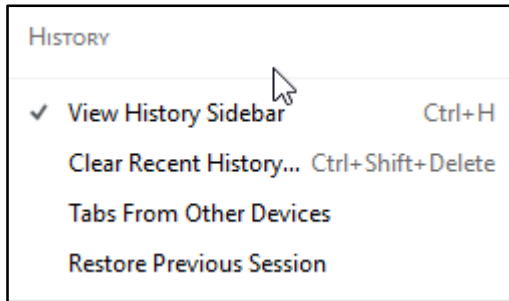 HISTORY
View History Sidebar Ctrl+H
Clear Recent History... Ctrl+Shift+Delete
Tabs From Other Devices
Restore Previous Session